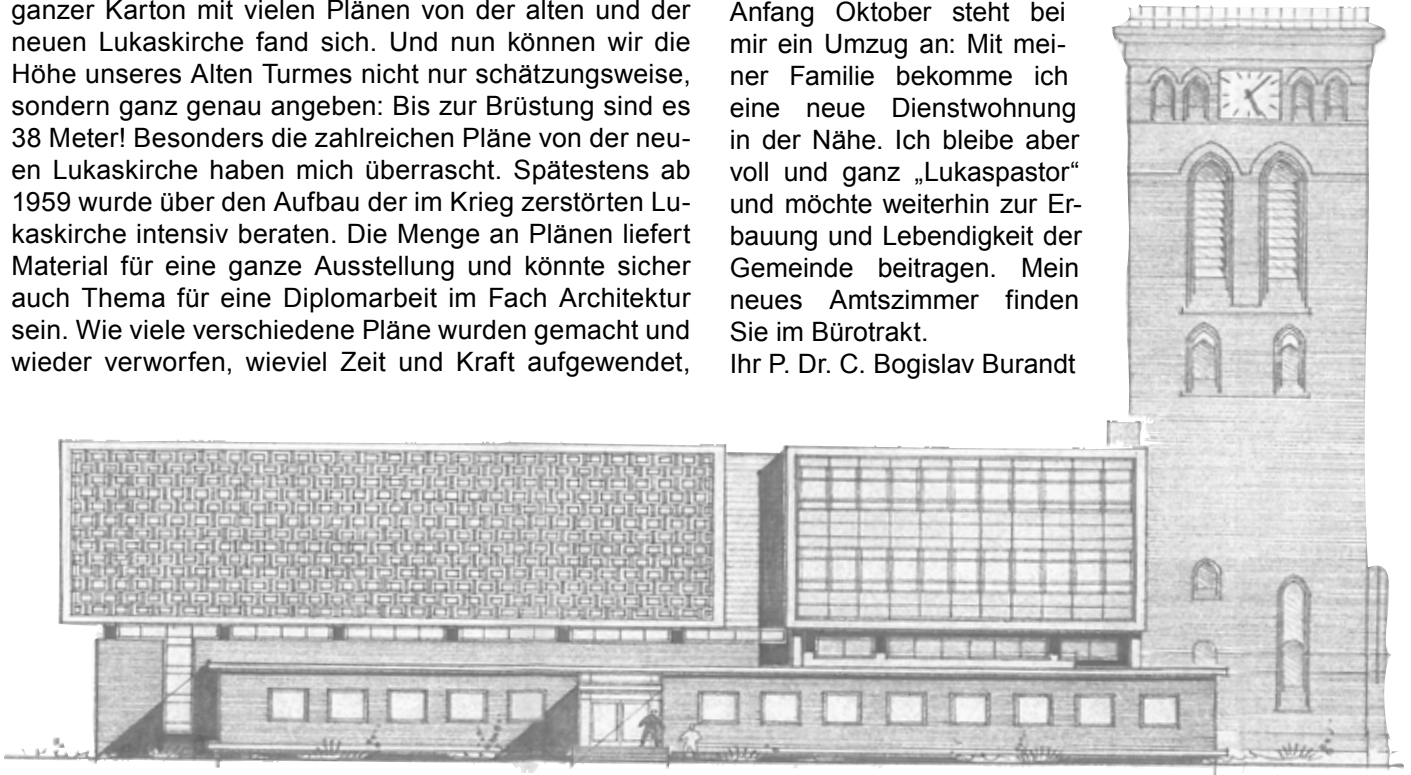 ganzer Karton mit vielen Plänen von der alten und der
neuen Lukaskirche fand sich. Und nun können wir die
Höhe unseres Alten Turmes nicht nur schätzungsweise,
sondern ganz genau angeben: Bis zur Brüstung sind es
38 Meter! Besonders die zahlreichen Pläne von der neu-
en Lukaskirche haben mich überrascht. Spätestens ab
1959 wurde über den Aufbau der im Krieg zerstörten Lu-
kaskirche intensiv beraten. Die Menge an Plänen liefert
Material für eine ganze Ausstellung und könnte sicher
auch Thema für eine Diplomarbeit im Fach Architektur
sein. Wie viele verschiedene Pläne wurden gemacht und
wieder verworfen, wieviel Zeit und Kraft aufgewendet,
Anfang Oktober steht bei
mir ein Umzug an: Mit mei-
ner Familie bekomme ich
eine neue Dienstwohnung
in der Nähe. Ich bleibe aber
voll und ganz „Lukaspastor“
und möchte weiterhin zur Er-
bauung und Lebendigkeit der
Gemeinde beitragen. Mein
neues Amtszimmer finden
Sie im Bürotrakt.
Ihr P. Dr. C. Bogislav Burandt